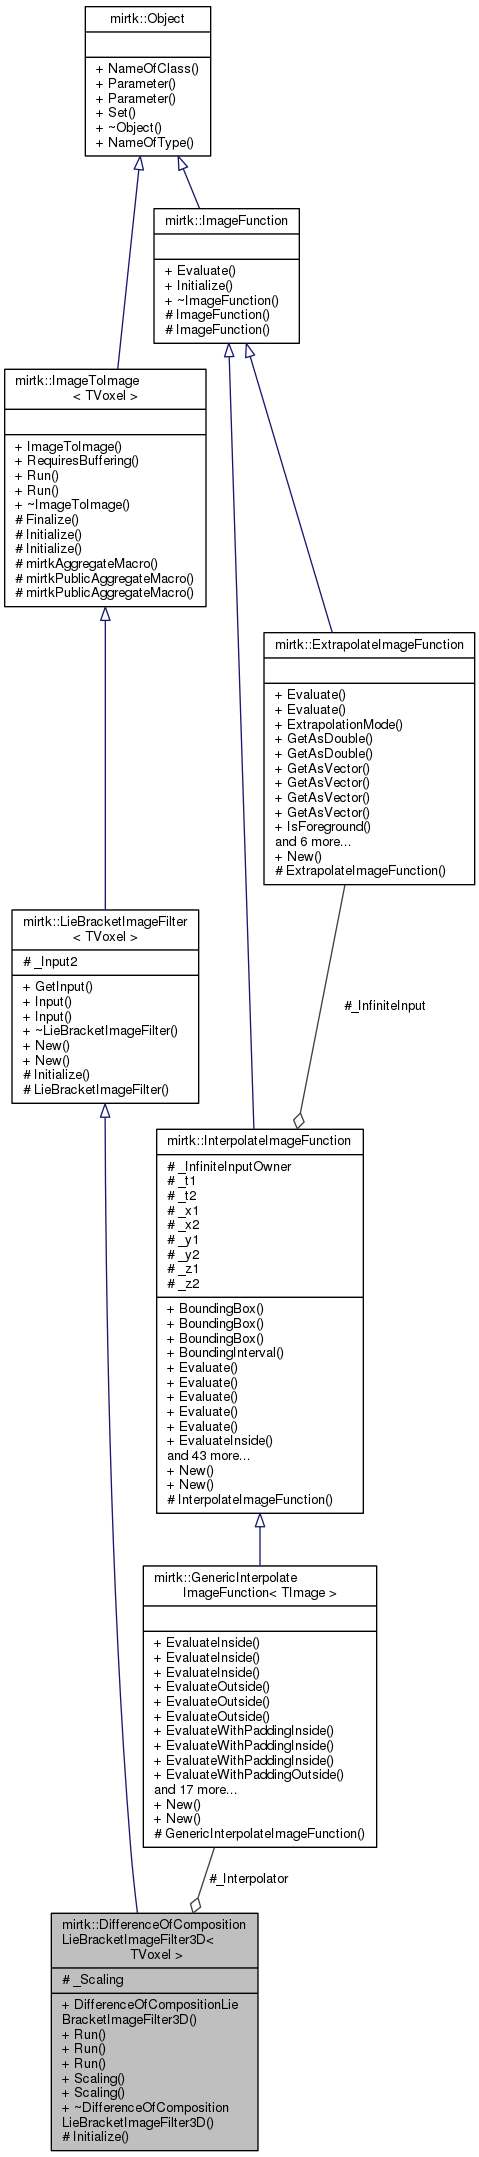 mirtk::Object
+ NameOfClass()
+ Parameter()
+ Parameter()
+ Set()
+ ~Object()
+ NameOfType()
mirtk::ImageFunction
+ Evaluate()
+ Initialize()
+ ~ImageFunction()
# ImageFunction()
# ImageFunction()
mirtk::ImageToImage
< TVoxel >
+ ImageToImage()
+ RequiresBuffering()
+ Run()
+ Run()
+ ~ImageToImage()
# Finalize()
# Initialize()
# Initialize()
# mirtkAggregateMacro()
# mirtkPublicAggregateMacro()
# mirtkPublicAggregateMacro()
mirtk::ExtrapolateImageFunction
+ Evaluate()
+ Evaluate()
+ ExtrapolationMode()
+ GetAsDouble()
+ GetAsDouble()
+ GetAsVector()
+ GetAsVector()
+ GetAsVector()
+ GetAsVector()
+ IsForeground()
and 6 more...
+ New()
# ExtrapolateImageFunction()
mirtk::LieBracketImageFilter
< TVoxel >
# _Input2
+ GetInput()
+ Input()
+ Input()
+ ~LieBracketImageFilter()
+ New()
+ New()
# Initialize()
# LieBracketImageFilter()
#_InfiniteInput
mirtk::InterpolateImageFunction
# _InfiniteInputOwner
# _t1
# _t2
# _x1
# _x2
# _y1
# _y2
# _z1
# _z2
+ BoundingBox()
+ BoundingBox()
+ BoundingBox()
+ BoundingInterval()
+ Evaluate()
+ Evaluate()
+ Evaluate()
+ Evaluate()
+ Evaluate()
+ EvaluateInside()
and 43 more...
+ New()
+ New()
# InterpolateImageFunction()
mirtk::GenericInterpolate
ImageFunction< TImage >
+ EvaluateInside()
+ EvaluateInside()
+ EvaluateInside()
+ EvaluateOutside()
+ EvaluateOutside()
+ EvaluateOutside()
+ EvaluateWithPaddingInside()
+ EvaluateWithPaddingInside()
+ EvaluateWithPaddingInside()
+ EvaluateWithPaddingOutside()
and 17 more...
+ New()
+ New()
# GenericInterpolateImageFunction()
#_Interpolator
mirtk::DifferenceOfComposition
LieBracketImageFilter3D<
TVoxel >
# _Scaling
+ DifferenceOfCompositionLie
BracketImageFilter3D()
+ Run()
+ Run()
+ Run()
+ Scaling()
+ Scaling()
+ ~DifferenceOfComposition
LieBracketImageFilter3D()
# Initialize()